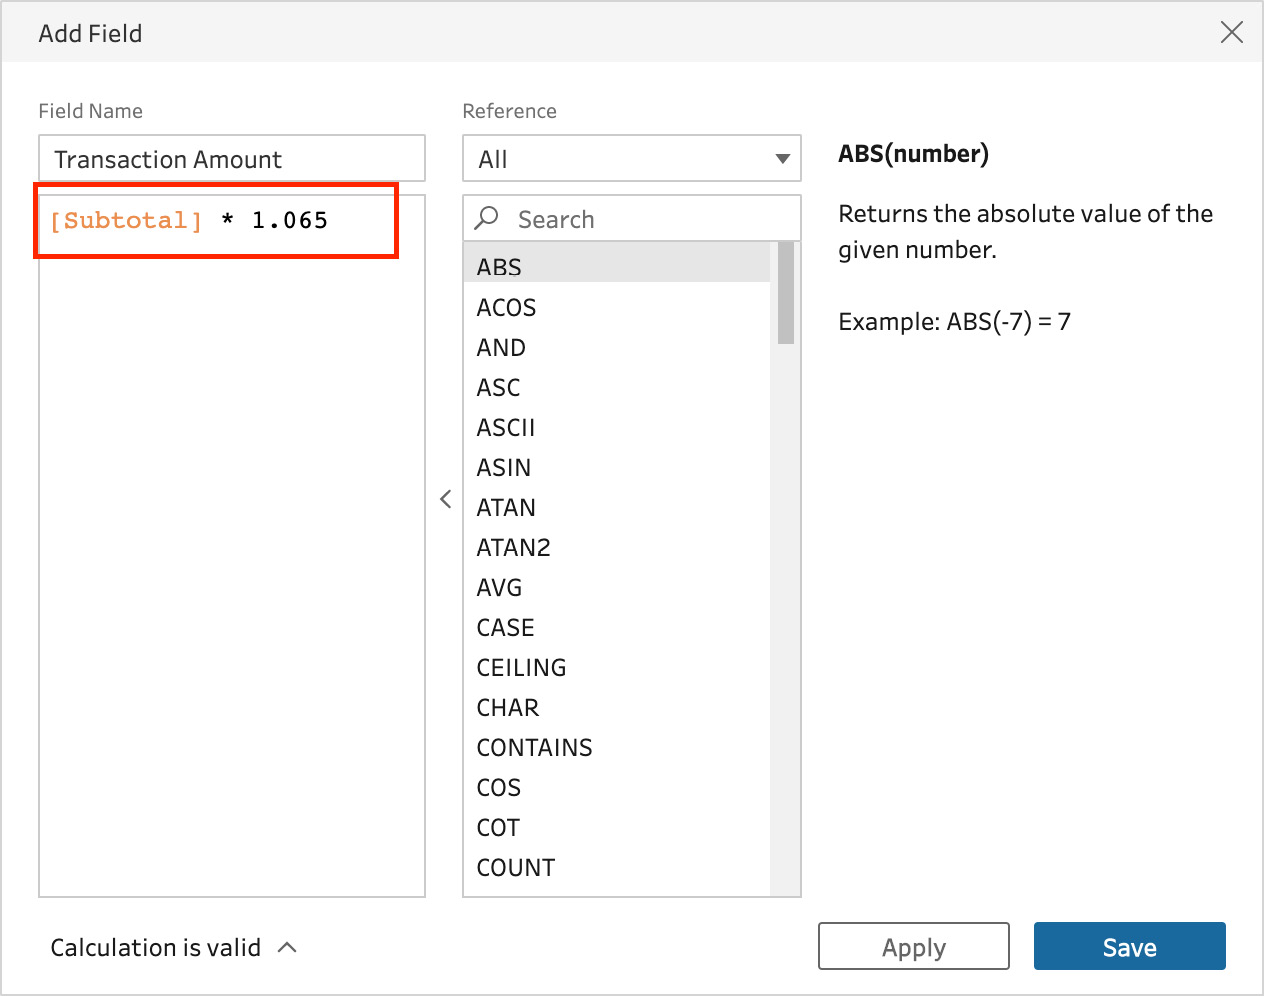 Add Field
Field Name
Transaction Amount
[Subtotal] * 1.065
Calculation is valid
Reference
All
Search
ABS
ACOS
AND
ASC
ASCII
ASIN
ATAN
ATAN2
AVG
CASE
CEILING
CHAR
CONTAINS
COS
COT
COUNT
ABS(number)
Returns the absolute value of the
given number.
Example: ABS(-7) = 7
Apply
Save